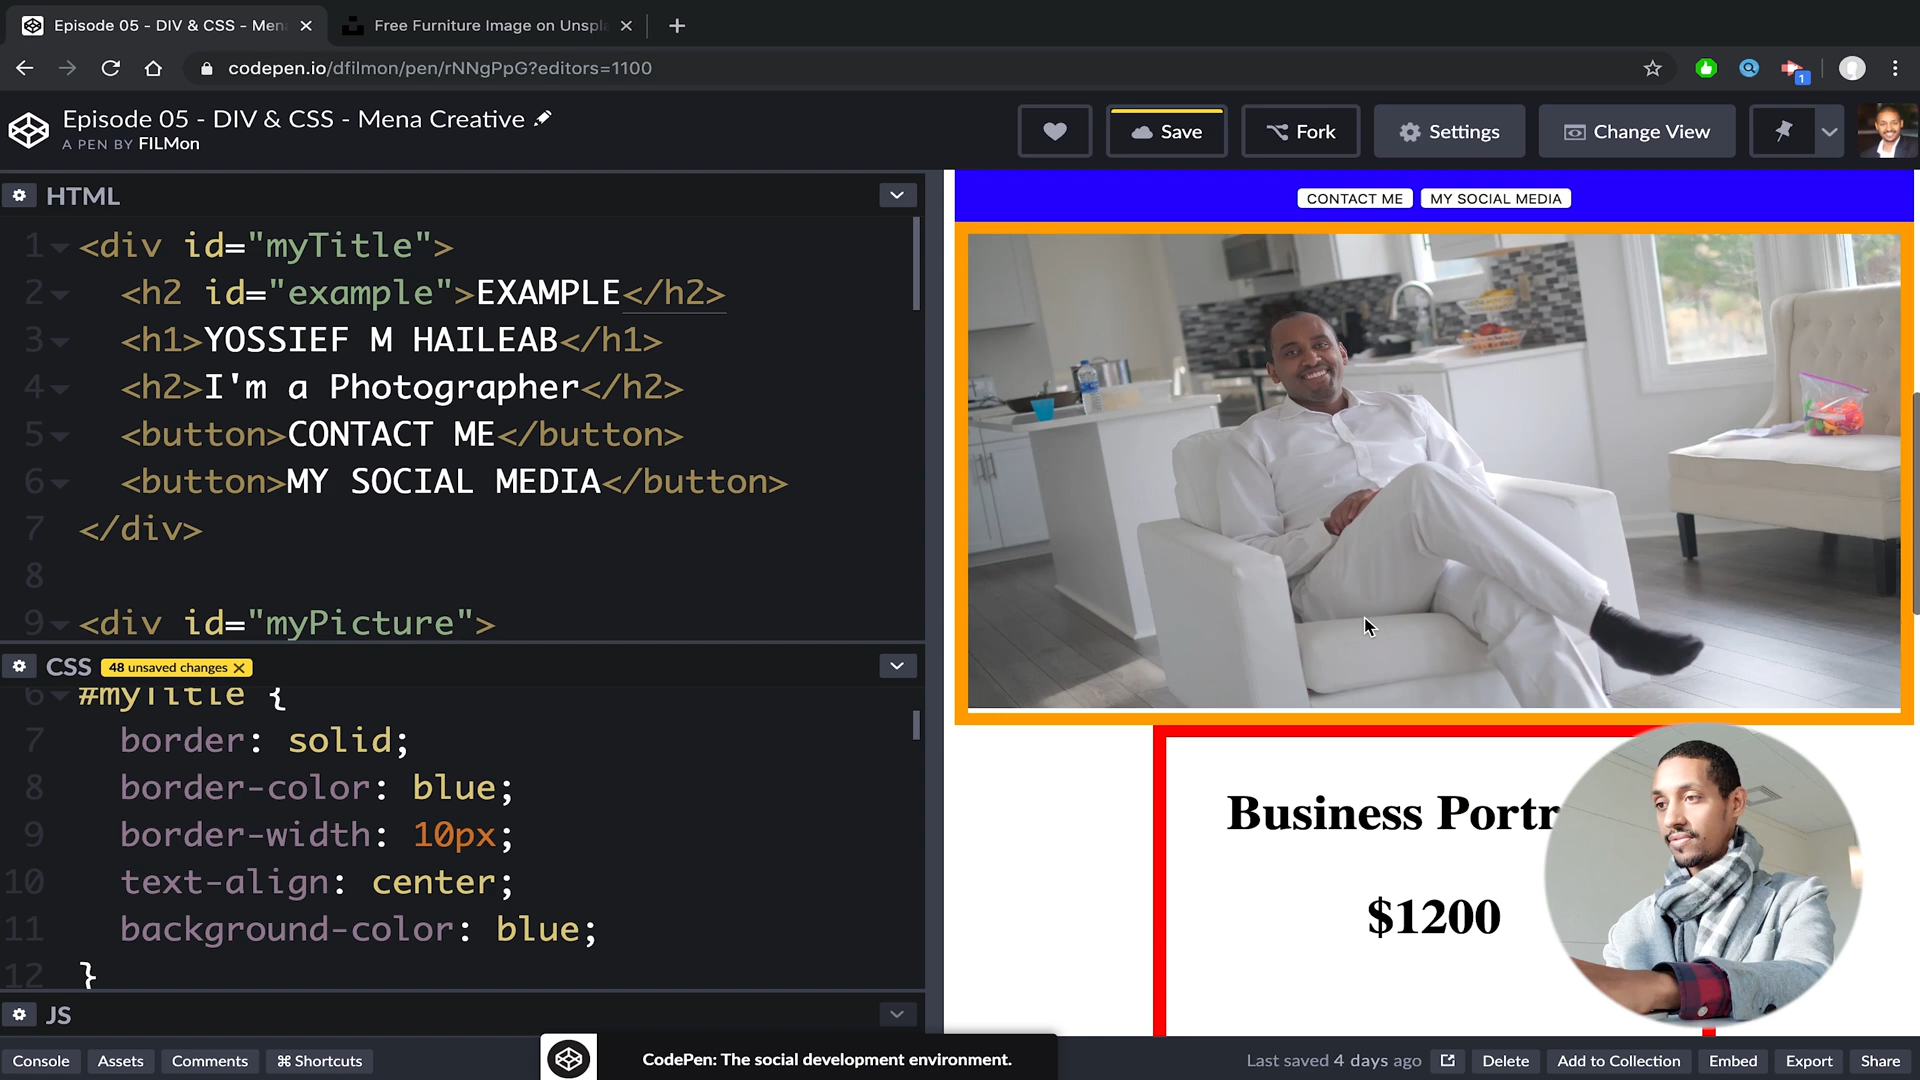 Episode 05 - DIV & CSS - Men
Free Furniture Image on Unspl
codepen.io/dfilmon/pen/rNNgPpG?editors=1100
1
Episode 05 - DIV & CSS - Mena Creative
A PEN BY FILMon
Save
Fork
Settings
Change View
HTML
1 <div id="myTitle">
2 <h2 id="example">EXAMPLE</h2>
3 <h1>YOSSIEF M HAILEAB</h1>
4 <h2>I'm a Photographer</h2>
5 <button>CONTACT ME</button>
6 <button>MY SOCIAL MEDIA</button>
7 </div>
8
9 <div id="myPicture">
CSS 48 unsaved changes
6 #myTitle {
7 border: solid;
8 border-color: blue;
9 border-width: 10px;
10 text-align: center;
11 background-color: blue;
12 }
JS
CONTACT ME MY SOCIAL MEDIA
Business Portr
$1200
Console
Assets
Comments
⌘ Shortcuts
CodePen: The social development environment.
Last saved 4 days ago
Delete
Add to Collection
Embed
Export
Share